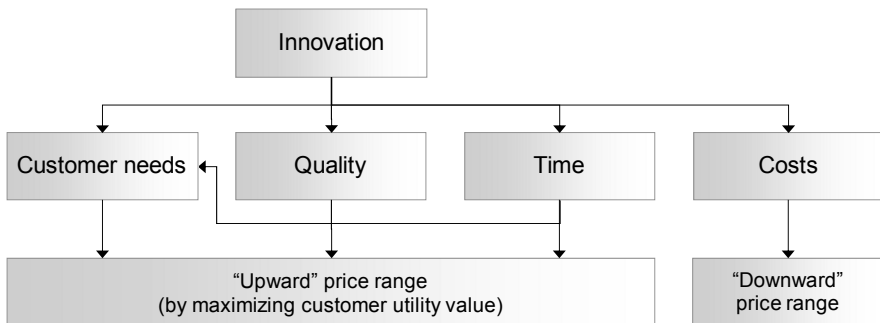 Innovation
Customer needs
Quality
Time
Costs
“Upward” price range
(by maximizing customer utility value)
“Downward”
price range